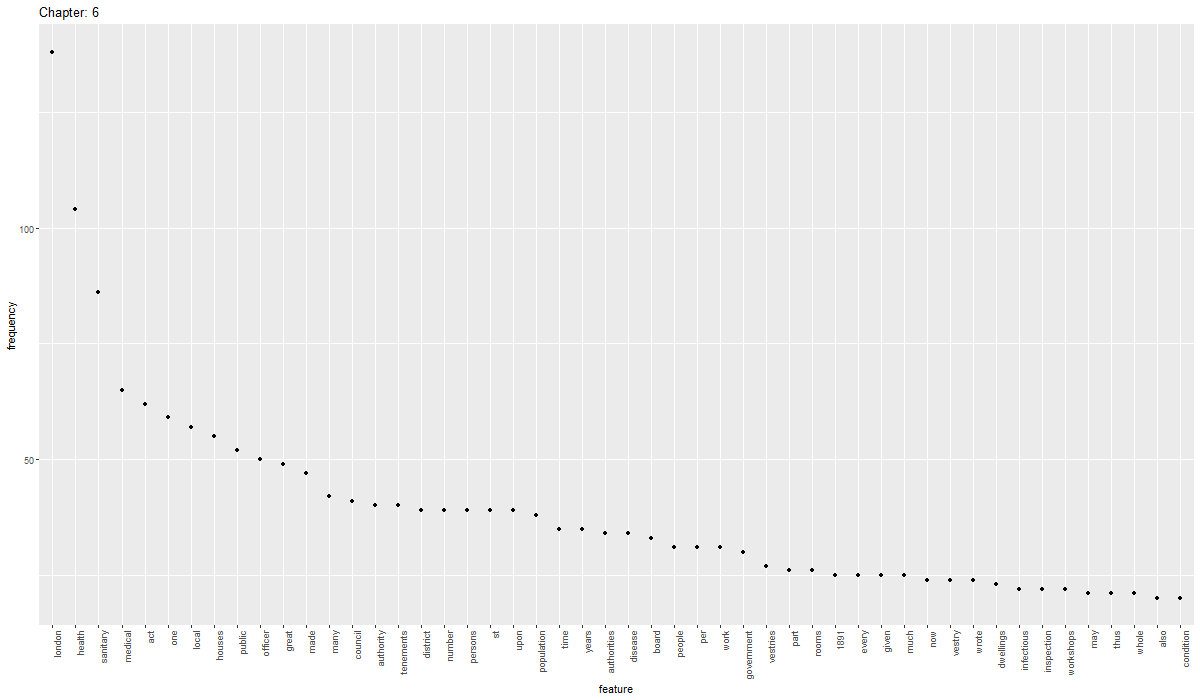 Chapter: 6
frequency
100
50
london
health
sanitary
medical
act
one
local
houses
public
officer
great
made
many
council
authority
tenements
district
number
persons
st
upon
population
time
years
authorities
disease
board
people
per
work
government
vestries
part
rooms
1891
every
given
much
now
vestry
wrote
dwellings
infectious
inspection
workshops
may
thus
whole
also
condition
feature